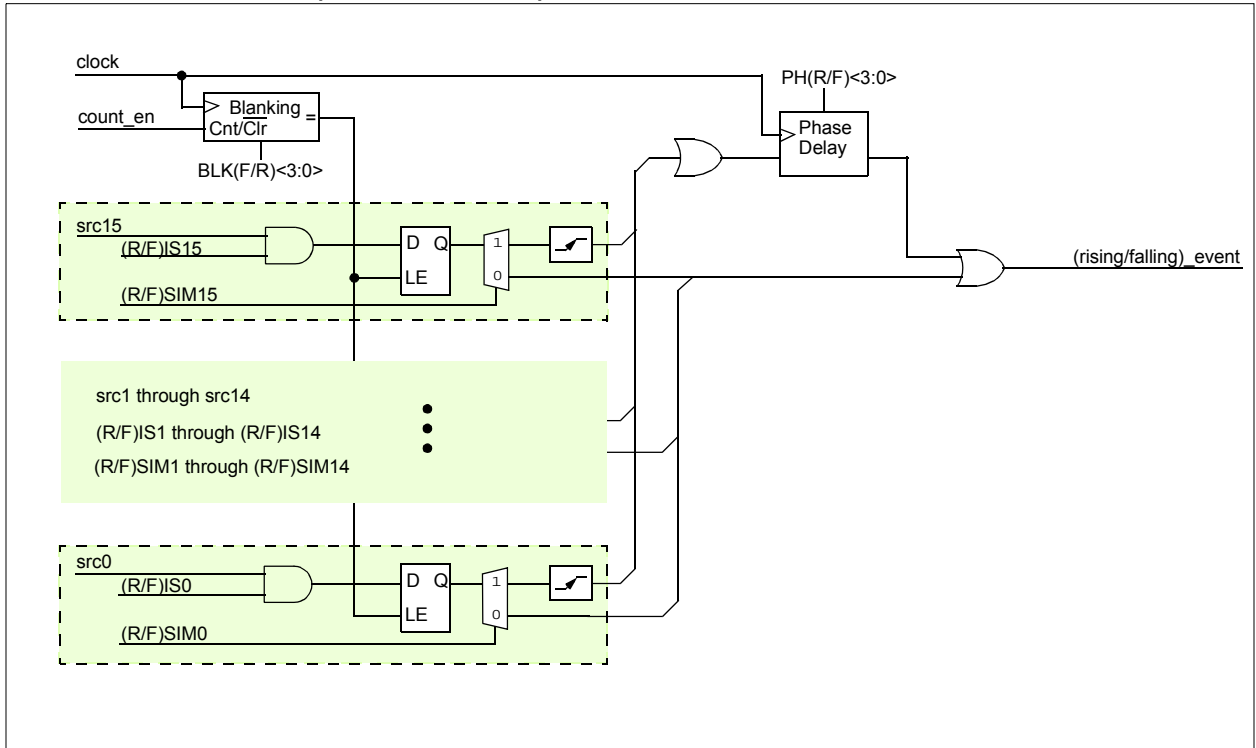 clock
PH(R/F)<3:0>
Blanking
=
count_en
Cnt/Clr
Phase
Delay
BLK(F/R)<3:0>
src15
(R/F)IS15
D Q
1
LE
0
(R/F)SIM15
(rising/falling)_event
src1 through src14
(R/F)IS1 through (R/F)IS14
(R/F)SIM1 through (R/F)SIM14
src0
(R/F)IS0
D Q
1
LE
0
(R/F)SIM0